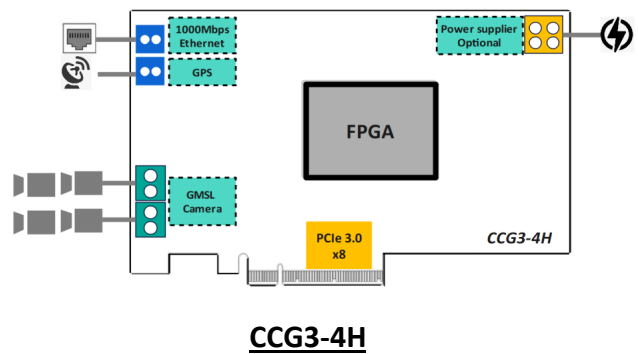 1000Mbps
Ethernet
GPS
Power supplier
Optional
FPGA
GMSL
Camera
PCIe 3.0
x8
CCG3-4H
CCG3-4H